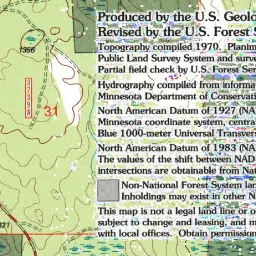 Produced by the U.S. Geolo
Revised by the U.S. Forest S
1356
Topography compiled 1970. Planim
Public Land Survey System and surve
Partial field check by U.S. Forest Ser
Hydrography compiled from informa
Minnesota Department of Conservati
31
North American Datum of 1927 (NA
Minnesota coordinate system, centra
Blue 1000-meter Universal Transver
North American Datum of 1983 (NA
The values of the shift between NAD
intersections are obtainable from Nat
Non-National Forest System lan
Inholdings may exist in other N
This map is not a legal land line or o
subject to change and leasing, and m
with local offices. Obtain permission
321